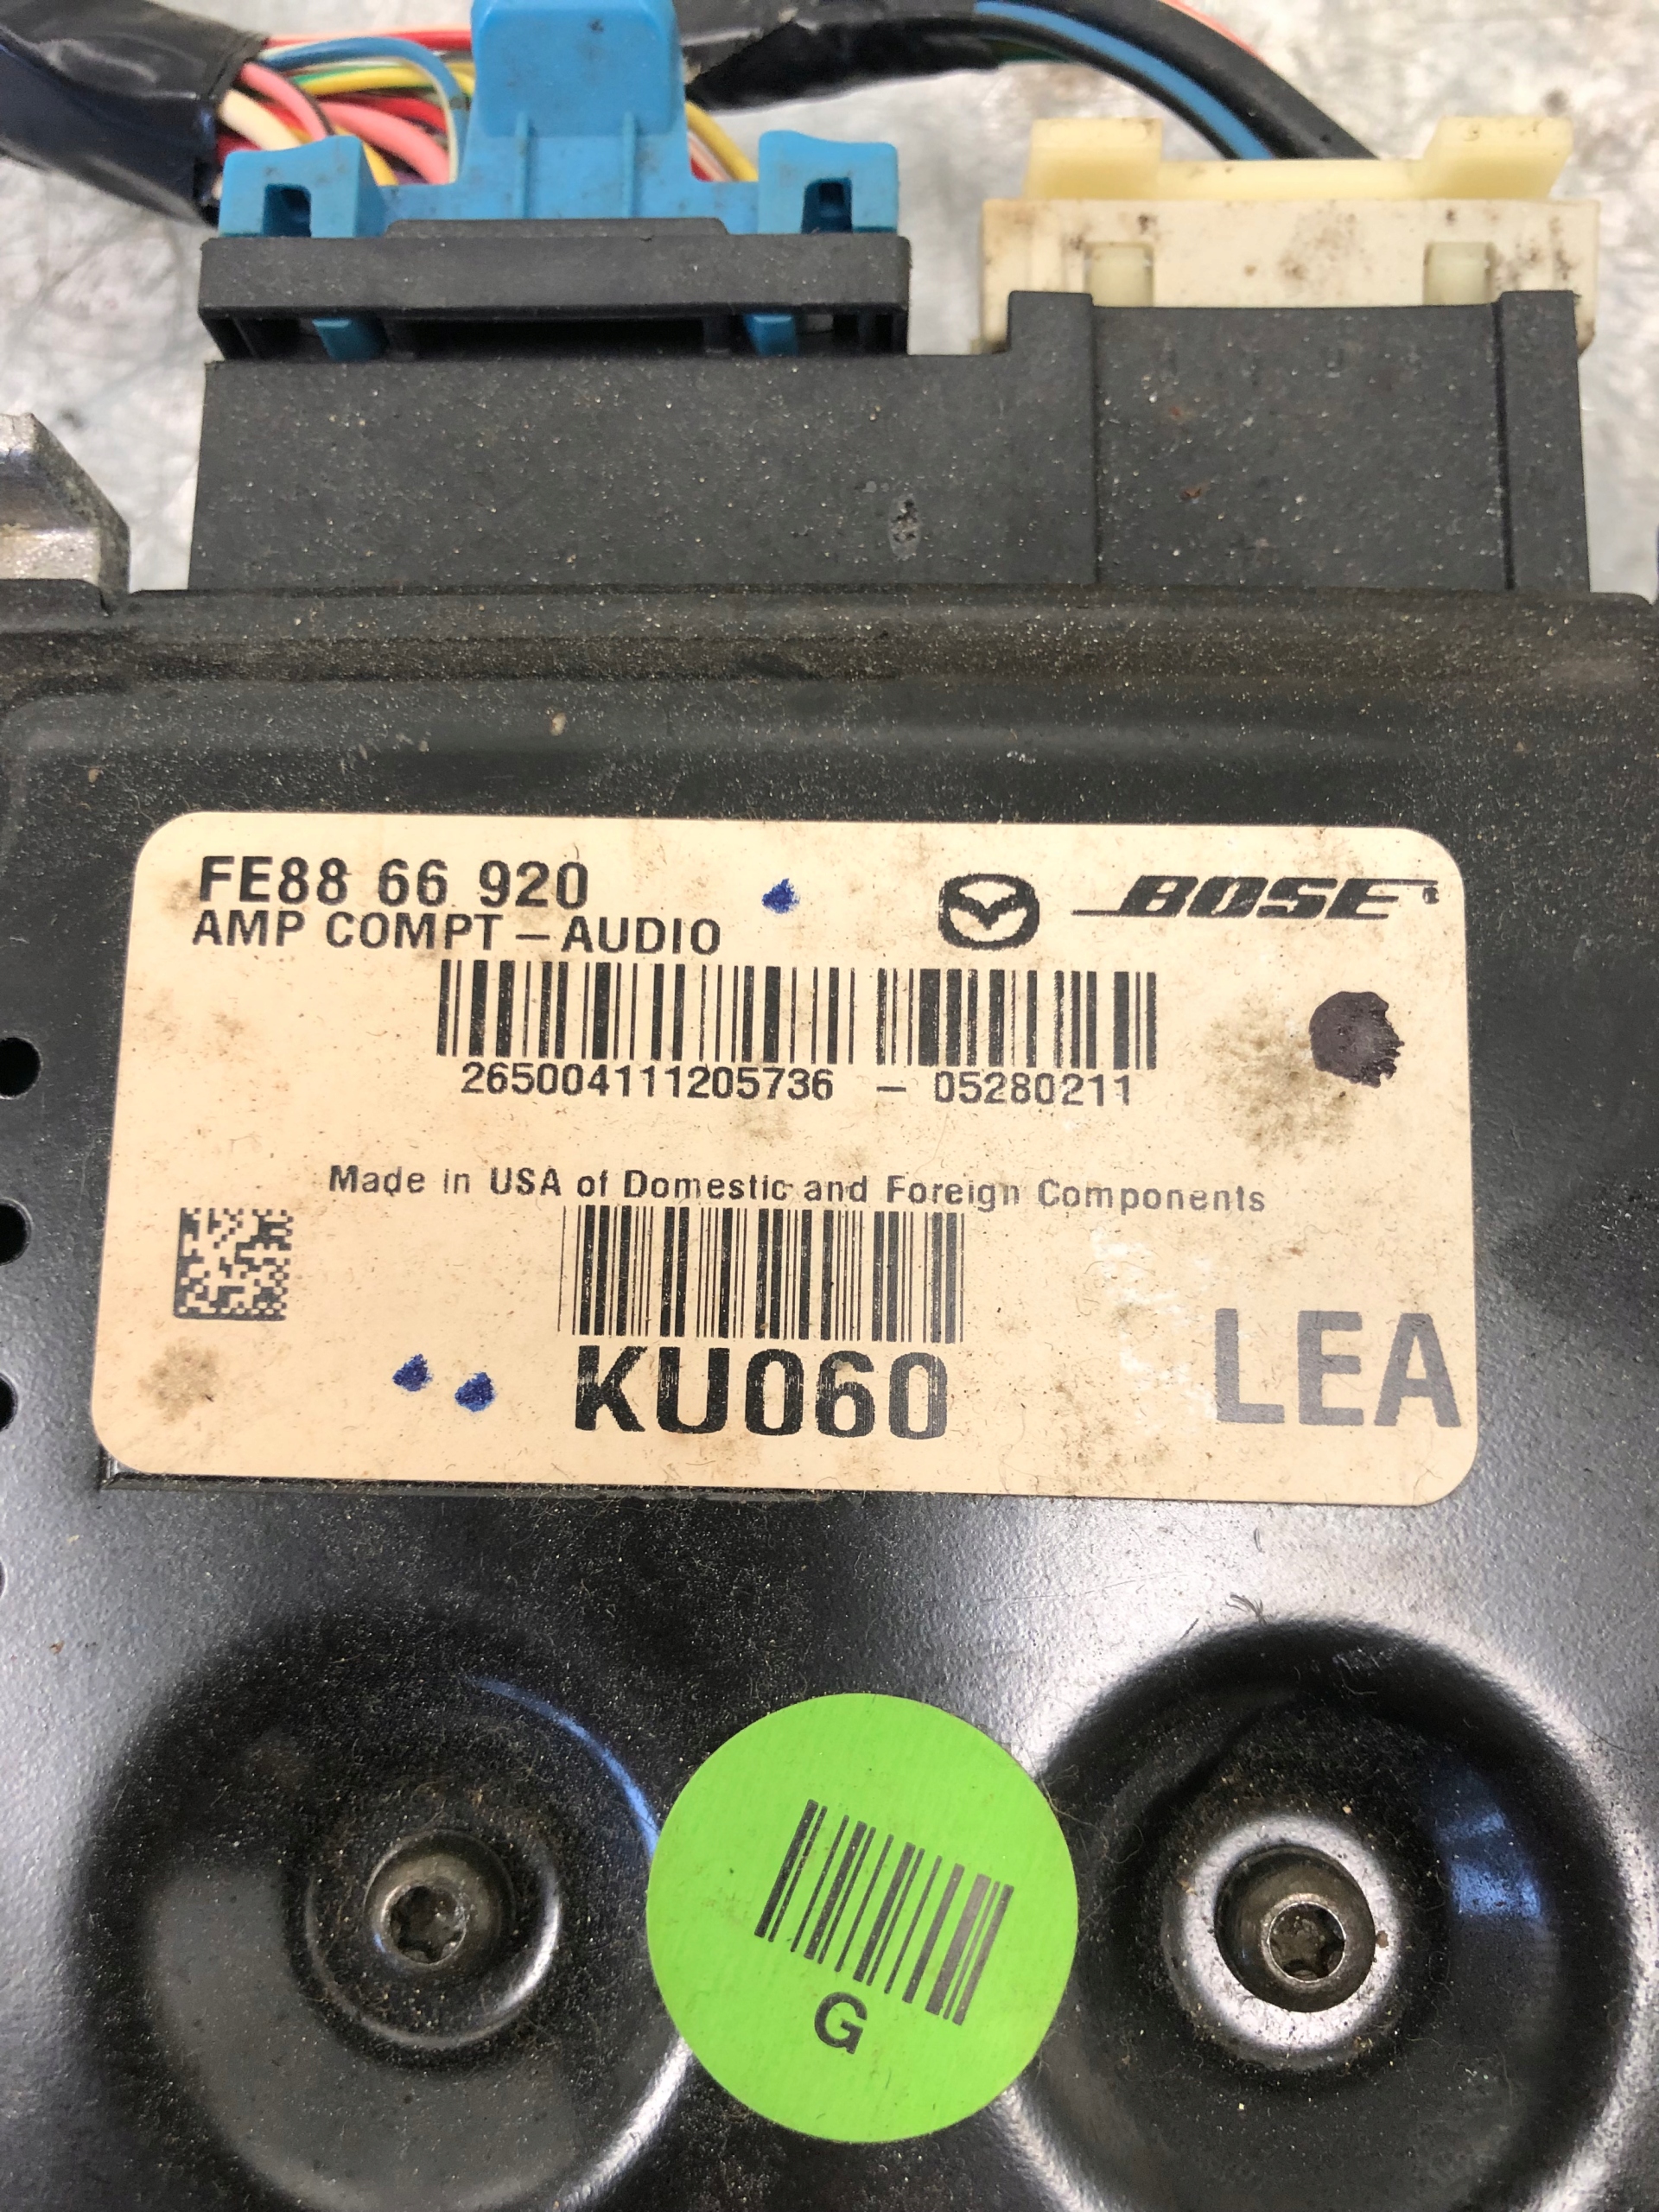 FE88 66 920
BOSE
AMP COMPT – AUDIO
265004111205736 – 05280211
Made in USA of Domestic and Foreign Components
KU060
LEA
G